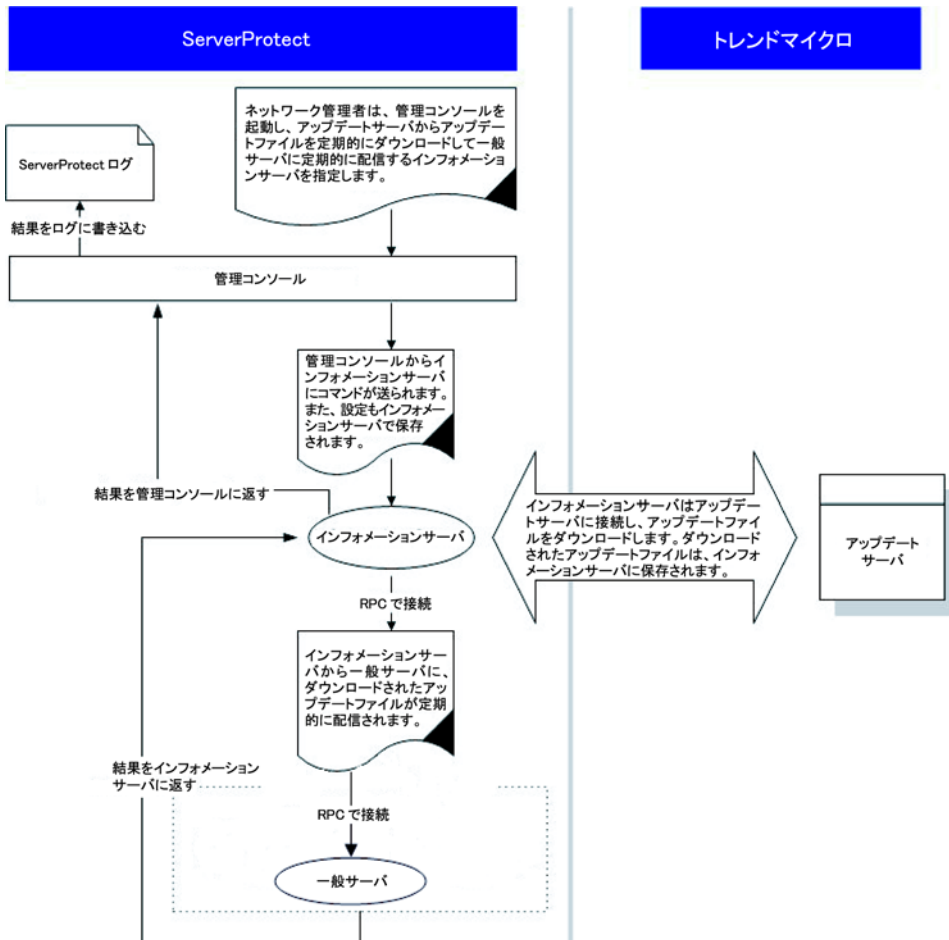 ServerProtect
トレンドマイクロ
ネットワーク管理者は、管理コンソールを
起動し、アップデートサーバからアップデー
トファイルを定期的にダウンロードして一般
サーバに定期的に配信するインフォメーショ
ンサーバを指定します。
ServerProtect ログ
結果をログに書き込む
管理コンソール
管理コンソールからイ
ンフォメーションサーバ
にコマンドが送られます。
また、設定もインフォメー
ションサーバで保存
されます。
結果を管理コンソールに返す
インフォメーションサーバ
インフォメーションサーバはアップデー
トサーバに接続し、アップデートファイ
ルをダウンロードします。ダウンロード
されたアップデートファイルは、インフォ
メーションサーバに保存されます。
アップデート
サーバ
RPC で接続
インフォメーションサー
バから一般サーバに、
ダウンロードされたアッ
プデートファイルが定期
的に配信されます。
結果をインフォメーション
サーバに返す
RPC で接続
一般サーバ